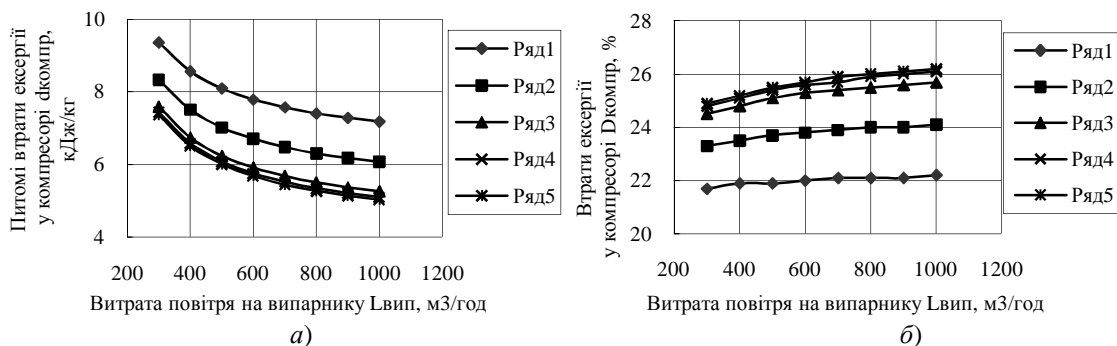 Питомі втрати ексергії
у компресорі dкомпр,
кДж/кг
10
8
6
4
200 400 600 800 1000 1200
Витрата повітря на випарнику Lвип, м3/год
а)
Ряд1
Ряд2
Ряд3
Ряд4
Ряд5
Втрати ексергії
у компресорі Dкомпр, %
28
26
24
22
20
200 400 600 800 1000 1200
Витрата повітря на випарнику Lвип, м3/год
б)
Ряд1
Ряд2
Ряд3
Ряд4
Ряд5